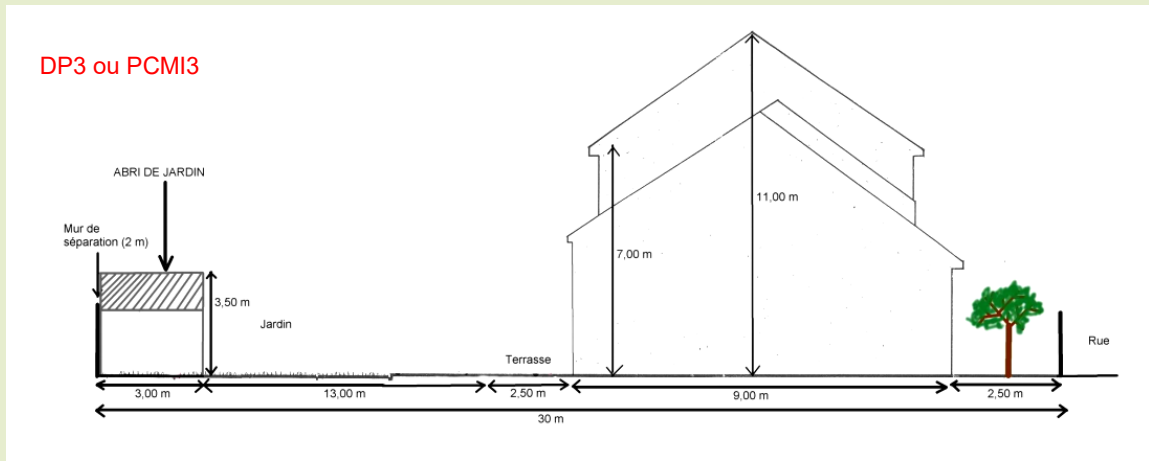 DP3 ou PCMI3
ABRI DE JARDIN
Mur de
séparation (2 m)
11,00 m
7,00 m
3,50 m
Jardin
Terrasse
Rue
3,00 m
13,00 m
2,50 m
9,00 m
2,50 m
30 m